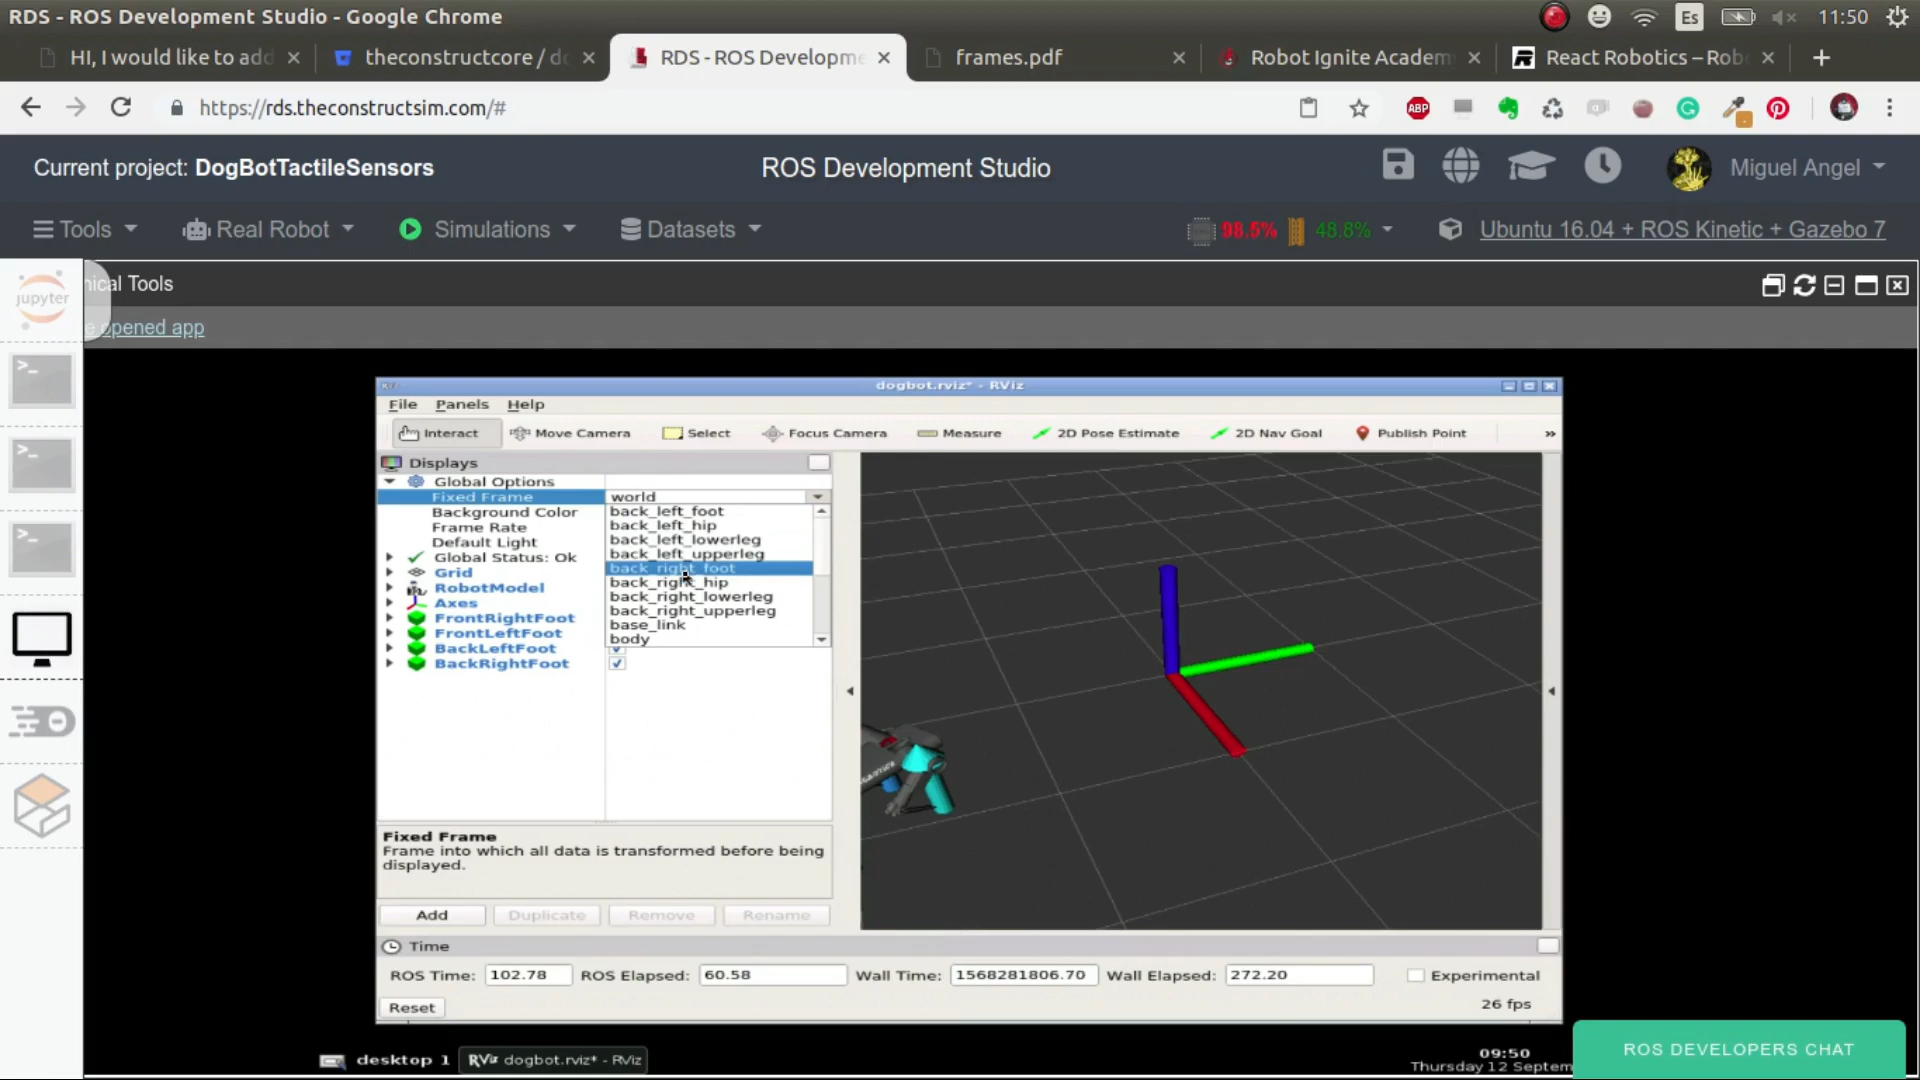 RDS - ROS Development Studio - Google Chrome
Es
11:50
HI, I would like to add
theconstructcore / do
RDS - ROS Developme
frames.pdf
Robot Ignite Academ
React Robotics – Rob
https://rds.theconstructsim.com/#
ABP
Current project: DogBotTactileSensors
ROS Development Studio
Miguel Angel
Tools
Real Robot
Simulations
Datasets
98.5%
48.8%
Ubuntu 16.04 + ROS Kinetic + Gazebo 7
jupyter
nical Tools
e opened app
dogbot.rviz* - RViz
File
Panels
Help
Interact
Move Camera
Select
Focus Camera
Measure
2D Pose Estimate
2D Nav Goal
Publish Point
»
Displays
Global Options
Fixed Frame
world
Background Color
back_left_foot
back_left_hip
Frame Rate
back_left_lowerleg
Default Light
back_left_upperleg
Global Status: Ok
back_right_foot
Grid
back_right_hip
RobotModel
back_right_lowerleg
Axes
back_right_upperleg
FrontRightFoot
base_link
FrontLeftFoot
body
BackLeftFoot
BackRightFoot
Fixed Frame
Frame into which all data is transformed before being
displayed.
Add
Duplicate
Remove
Rename
Time
ROS Time: 102.78
ROS Elapsed: 60.58
Wall Time: 1568281806.70
Wall Elapsed: 272.20
Experimental
Reset
26 fps
desktop 1
RViz dogbot.rviz* - RViz
09:50
Thursday 12 Septem
ROS DEVELOPERS CHAT